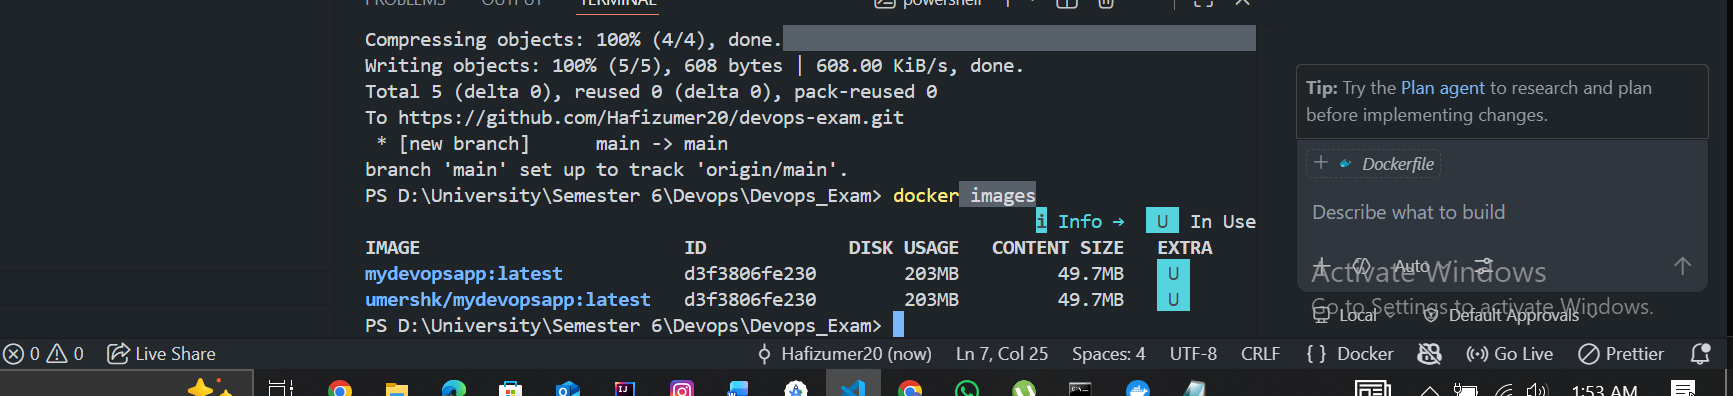 PROBLEMS OUTPUT TERMINAL powershell
Compressing objects: 100% (4/4), done.
Writing objects: 100% (5/5), 608 bytes | 608.00 KiB/s, done.
Total 5 (delta 0), reused 0 (delta 0), pack-reused 0
To https://github.com/Hafizumer20/devops-exam.git
* [new branch] main -> main
branch 'main' set up to track 'origin/main'.
PS D:\University\Semester 6\Devops\Devops_Exam> docker images
i Info → U In Use
IMAGE ID DISK USAGE CONTENT SIZE EXTRA
mydevopsapp:latest d3f3806fe230 203MB 49.7MB U
umershk/mydevopsapp:latest d3f3806fe230 203MB 49.7MB U
PS D:\University\Semester 6\Devops\Devops_Exam>
Tip: Try the Plan agent to research and plan
before implementing changes.
+ Dockerfile
Describe what to build
Auto
Activate Windows
Go to Settings to activate Windows.
Local Default Approvals
0 0 Live Share Hafizumer20 (now) Ln 7, Col 25 Spaces: 4 UTF-8 CRLF { } Docker Go Live Prettier
1:53 AM